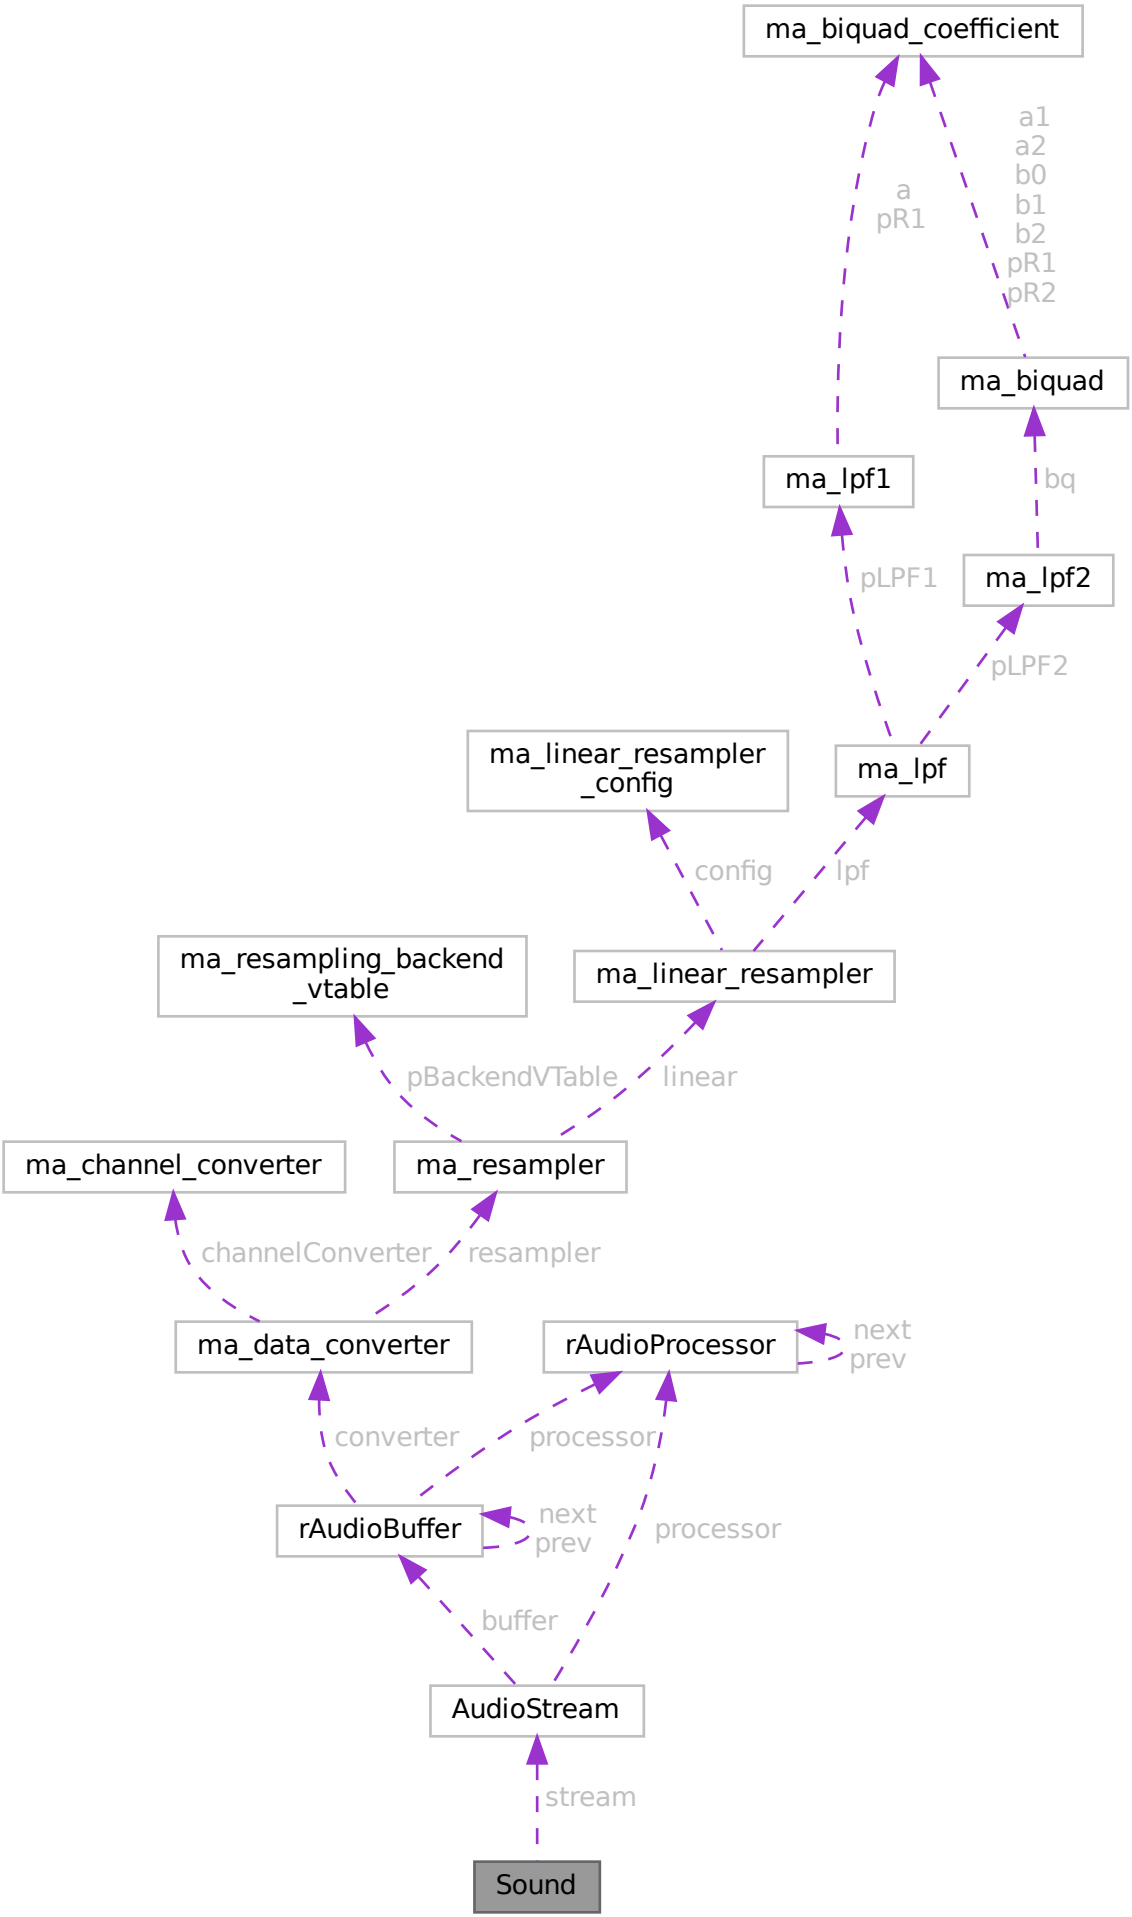 ma_biquad_coefficient
a1
a2
b0
b1
b2
pR1
pR2
a
pR1
ma_biquad
ma_lpf1
bq
pLPF1
ma_lpf2
pLPF2
ma_linear_resampler
_config
ma_lpf
config
lpf
ma_resampling_backend
_vtable
ma_linear_resampler
pBackendVTable
linear
ma_channel_converter
ma_resampler
channelConverter
resampler
ma_data_converter
rAudioProcessor
next
prev
converter
processor
rAudioBuffer
next
prev
processor
buffer
AudioStream
stream
Sound